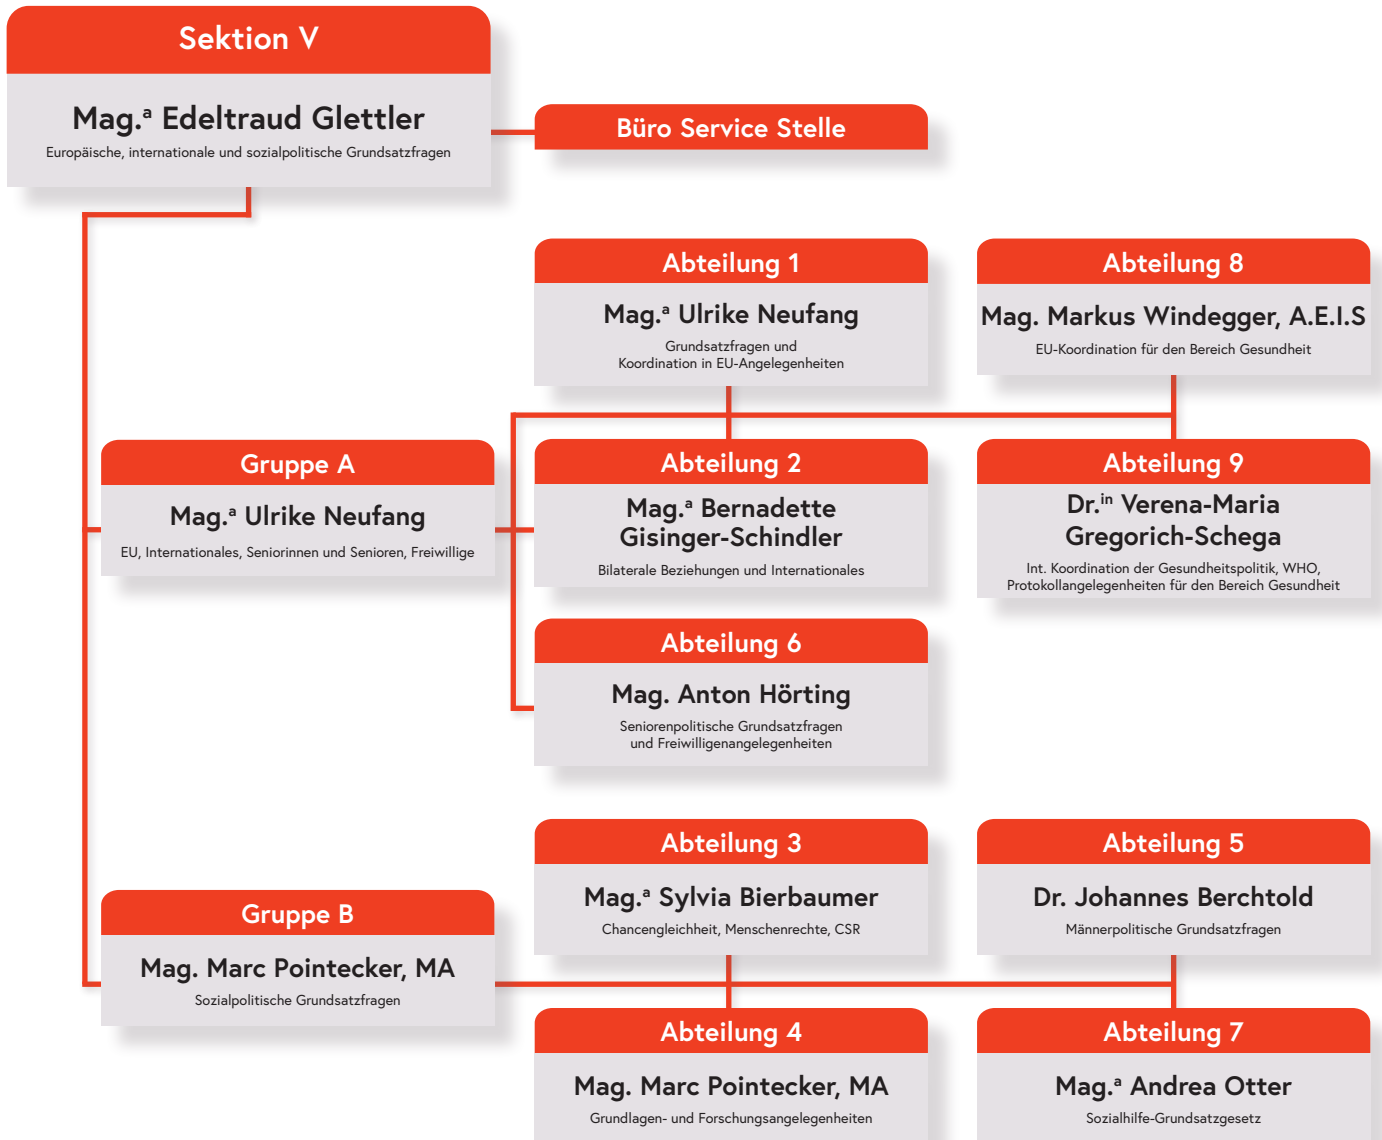 Sektion V
Mag.ª Edeltraud Glettler
Europäische, internationale und sozialpolitische Grundsatzfragen
Büro Service Stelle
Abteilung 1
Mag.ª Ulrike Neufang
Grundsatzfragen und
Koordination in EU-Angelegenheiten
Abteilung 8
Mag. Markus Windegger, A.E.I.S
EU-Koordination für den Bereich Gesundheit
Gruppe A
Mag.ª Ulrike Neufang
EU, Internationales, Seniorinnen und Senioren, Freiwillige
Abteilung 2
Mag.ª Bernadette
Gisinger-Schindler
Bilaterale Beziehungen und Internationales
Abteilung 9
Dr.ⁱⁿ Verena-Maria
Gregorich-Schega
Int. Koordination der Gesundheitspolitik, WHO,
Protokollangelegenheiten für den Bereich Gesundheit
Abteilung 6
Mag. Anton Hörting
Seniorenpolitische Grundsatzfragen
und Freiwilligenangelegenheiten
Gruppe B
Mag. Marc Pointecker, MA
Sozialpolitische Grundsatzfragen
Abteilung 3
Mag.ª Sylvia Bierbaumer
Chancengleichheit, Menschenrechte, CSR
Abteilung 5
Dr. Johannes Berchtold
Männerpolitische Grundsatzfragen
Abteilung 4
Mag. Marc Pointecker, MA
Grundlagen- und Forschungsangelegenheiten
Abteilung 7
Mag.ª Andrea Otter
Sozialhilfe-Grundsatzgesetz